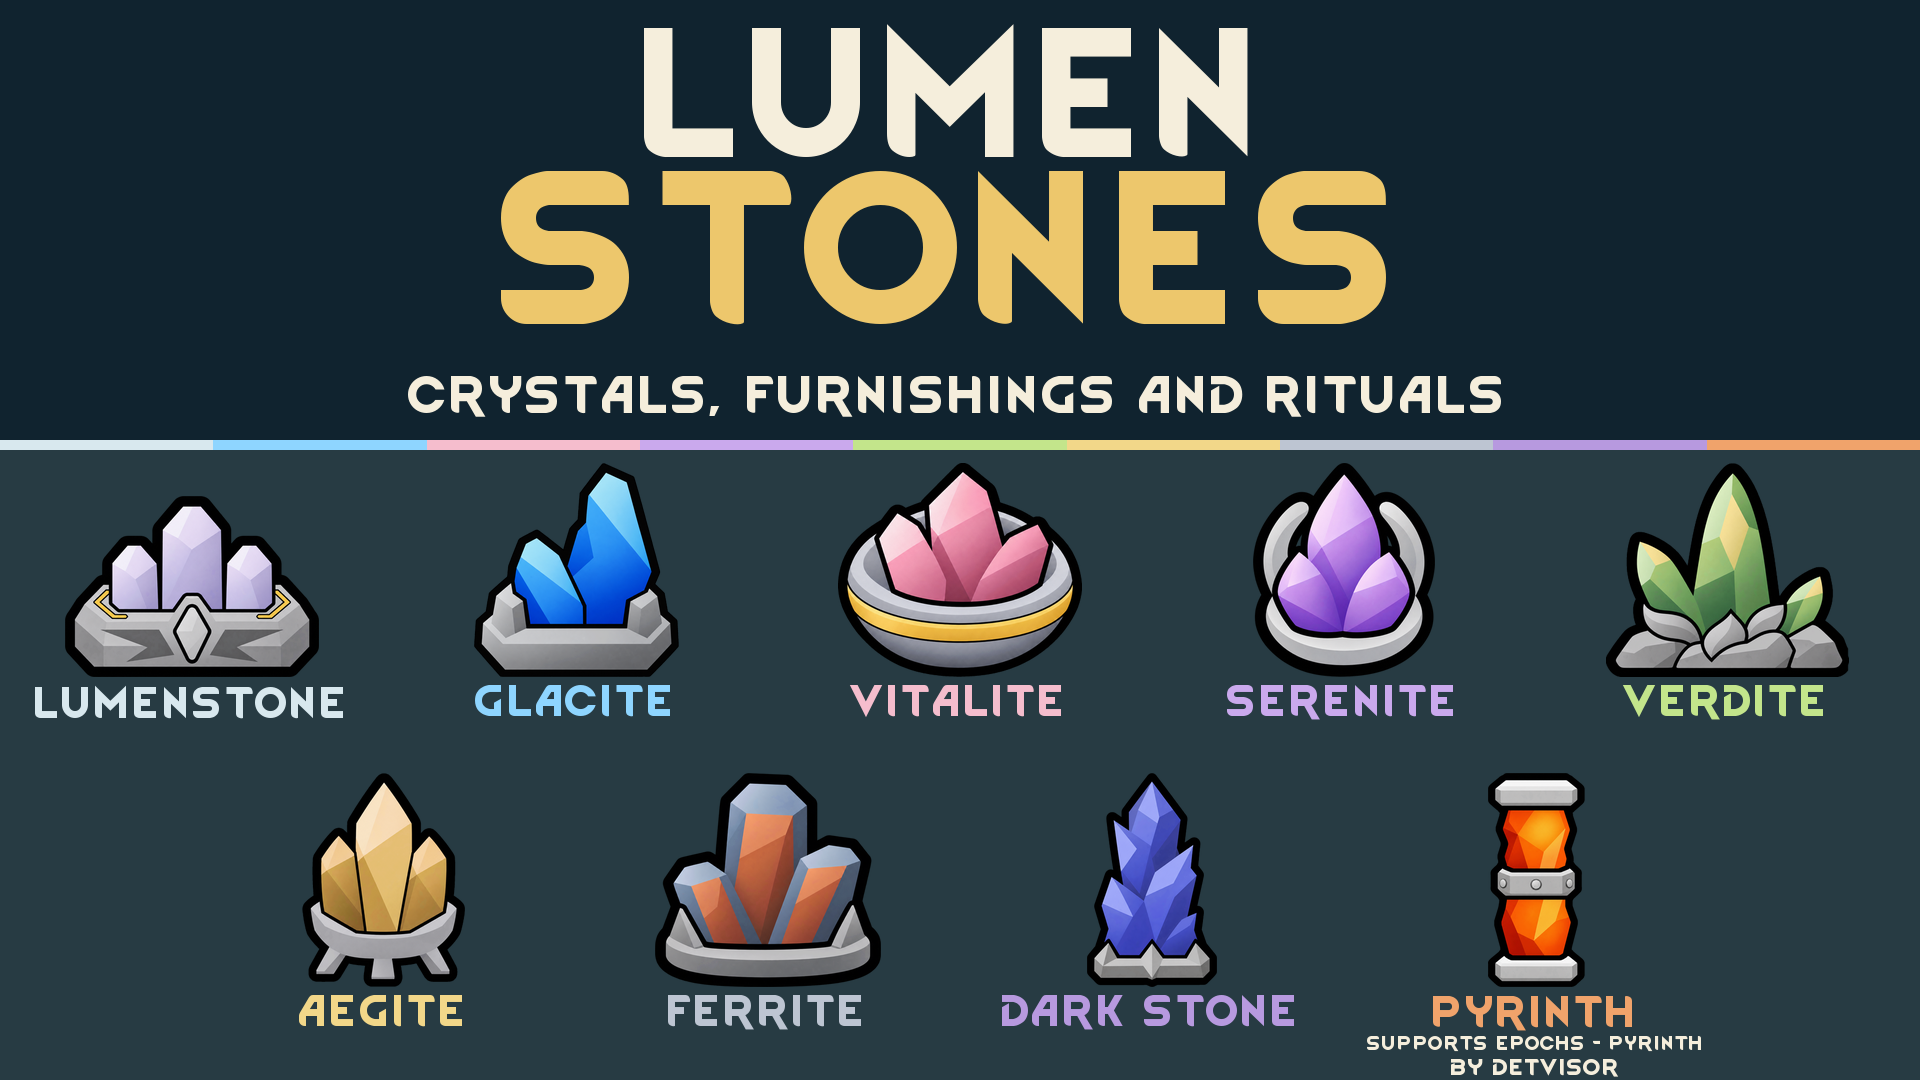 LUMEN
STONES
CRYSTALS, FURNISHINGS AND RITUALS
LUMENSTONE
GLACITE
VITALITE
SERENITE
VERDITE
AEGITE
FERRITE
DARK STONE
PYRINTH
SUPPORTS EPOCHS - PYRINTH
BY DETVISOR